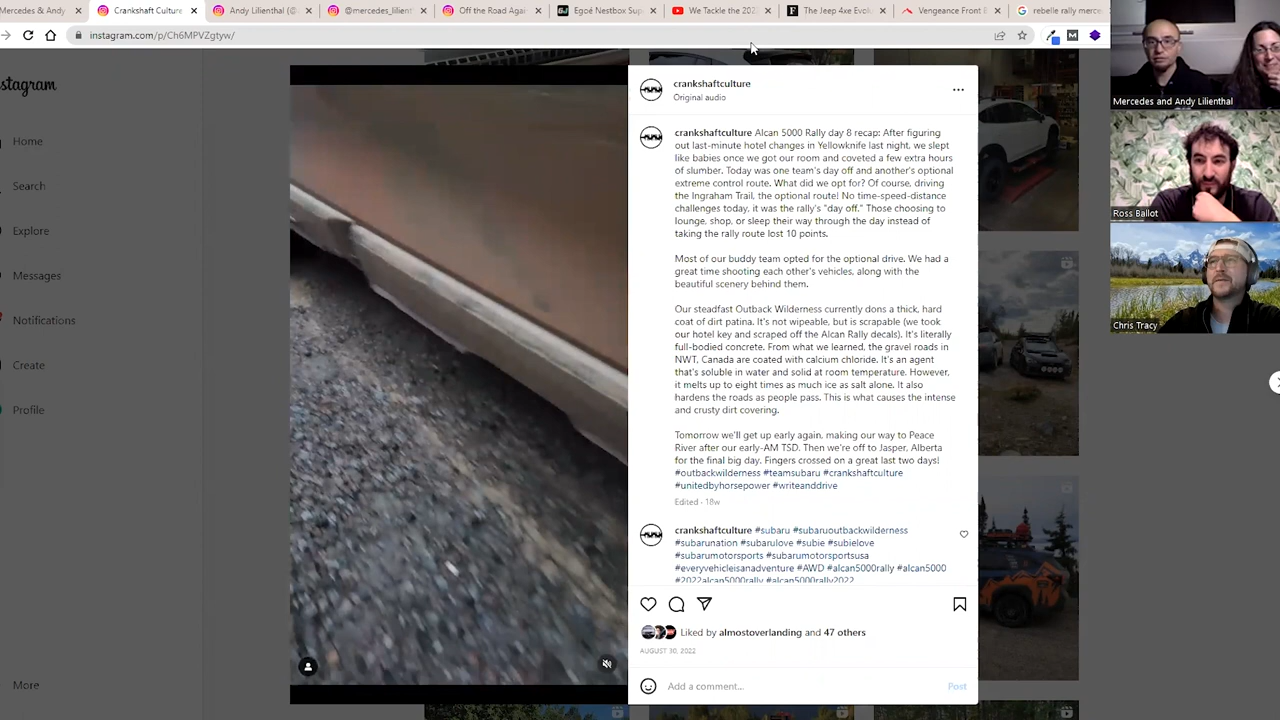 Mercedes & Andy
Crankshaft Culture
Andy Lilienthal (@
@mercedes_lilient
Off the Road Again
Egoé Nestbox Sup
We Tackle the 202
The Jeep 4xe Evolu
Vengeance Front B
rebelle rally merce
instagram.com/p/Ch6MPVZgtyw/
stagram
Home
Search
Explore
Messages
Notifications
Create
Profile
More
crankshaftculture
Original audio
crankshaftculture Alcan 5000 Rally day 8 recap: After figuring
out last-minute hotel changes in Yellowknife last night, we slept
like babies once we got our room and coveted a few extra hours
of slumber. Today was one team's day off and another's optional
extreme control route. What did we opt for? Of course, driving
the Ingraham Trail, the optional route! No time-speed-distance
challenges today, it was the rally's "day off." Those choosing to
lounge, shop, or sleep their way through the day instead of
taking the rally route lost 10 points.
Most of our buddy team opted for the optional drive. We had a
great time shooting each other's vehicles, along with the
beautiful scenery behind them.
Our steadfast Outback Wilderness currently dons a thick, hard
coat of dirt patina. It's not wipeable, but is scrapable (we took
our hotel key and scraped off the Alcan Rally decals). It's literally
full-bodied concrete. From what we learned, the gravel roads in
NWT, Canada are coated with calcium chloride. It's an agent
that's soluble in water and solid at room temperature. However,
it melts up to eight times as much ice as salt alone. It also
hardens the roads as people pass. This is what causes the intense
and crusty dirt covering.
Tomorrow we'll get up early again, making our way to Peace
River after our early-AM TSD. Then we're off to Jasper, Alberta
for the final big day. Fingers crossed on a great last two days!
#outbackwilderness #teamsubaru #crankshaftculture
#unitedbyhorsepower #writeanddrive
Edited · 18w
crankshaftculture #subaru #subaruoutbackwilderness
#subarunation #subarulove #subie #subielove
#subarumotorsports #subarumotorsportsusa
#everyvehicleisanadventure #AWD #alcan5000rally #alcan5000
#2022alcan5000rally #alcan5000rally2022
Liked by almostoverlanding and 47 others
AUGUST 30, 2022
Add a comment...
Post
Mercedes and Andy Lilienthal
Ross Ballot
Chris Tracy